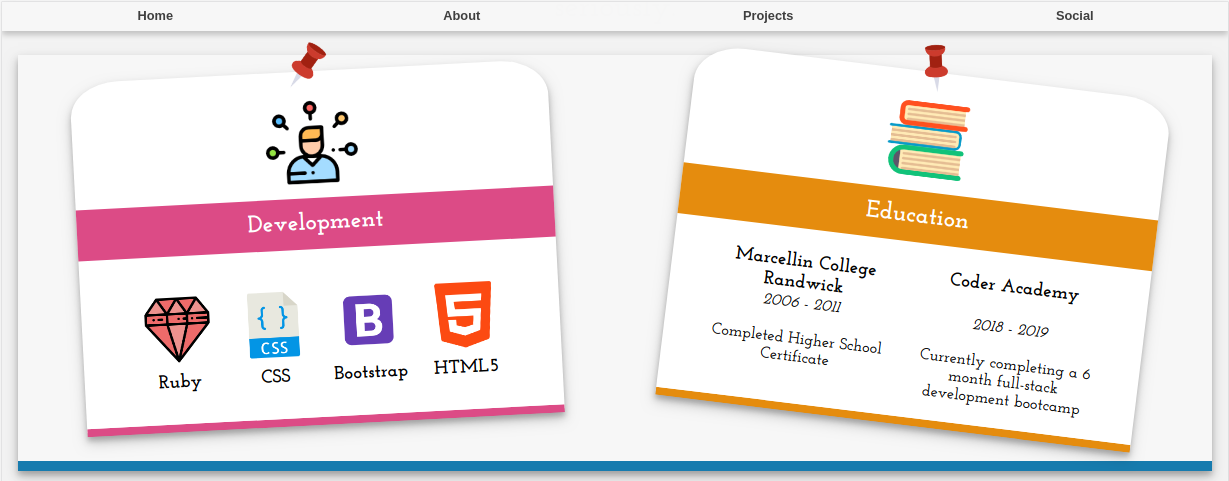 Home About Projects Social
Development
{ }
CSS
B
5
Ruby
CSS
Bootstrap
HTML5
Education
Marcellin College
Randwick
2006 - 2011
Completed Higher School
Certificate
Coder Academy
2018 - 2019
Currently completing a 6
month full-stack
development bootcamp